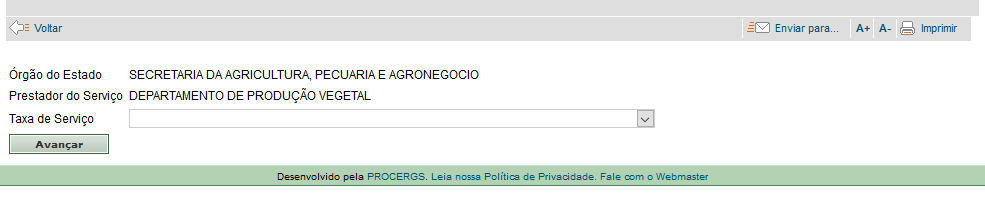 Voltar Enviar para... A+ A- Imprimir
Órgão do Estado SECRETARIA DA AGRICULTURA, PECUARIA E AGRONEGOCIO
Prestador do Serviço DEPARTAMENTO DE PRODUÇÃO VEGETAL
Taxa de Serviço
Avançar
Desenvolvido pela PROCERGS. Leia nossa Política de Privacidade. Fale com o Webmaster